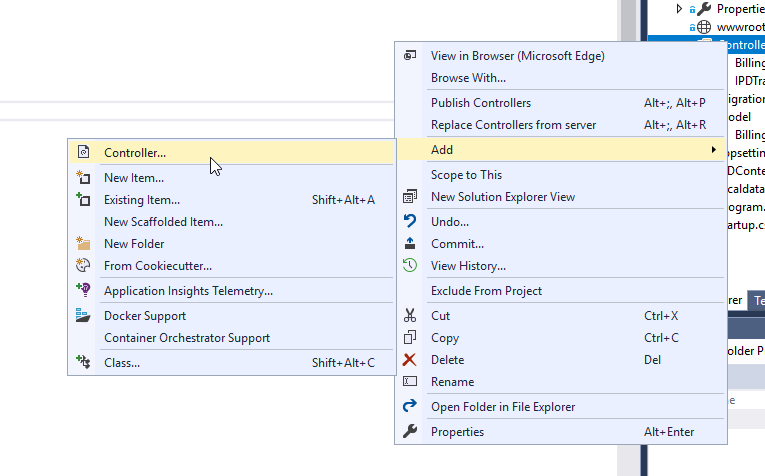 Propertie
wwwroot
Controlle
View in Browser (Microsoft Edge)
Browse With...
Publish Controllers Alt+;, Alt+P
Replace Controllers from server Alt+;, Alt+R
Add
Scope to This
New Solution Explorer View
Undo...
Commit...
View History...
Exclude From Project
Cut Ctrl+X
Copy Ctrl+C
Delete Del
Rename
Open Folder in File Explorer
Properties Alt+Enter
Controller...
New Item...
Existing Item... Shift+Alt+A
New Scaffolded Item...
New Folder
From Cookiecutter...
Application Insights Telemetry...
Docker Support
Container Orchestrator Support
Class... Shift+Alt+C
Billing
IPDTra
igration
odel
Billing
ppsettin
DConte
caldata
ogram.
artup.c
rer Te
older P